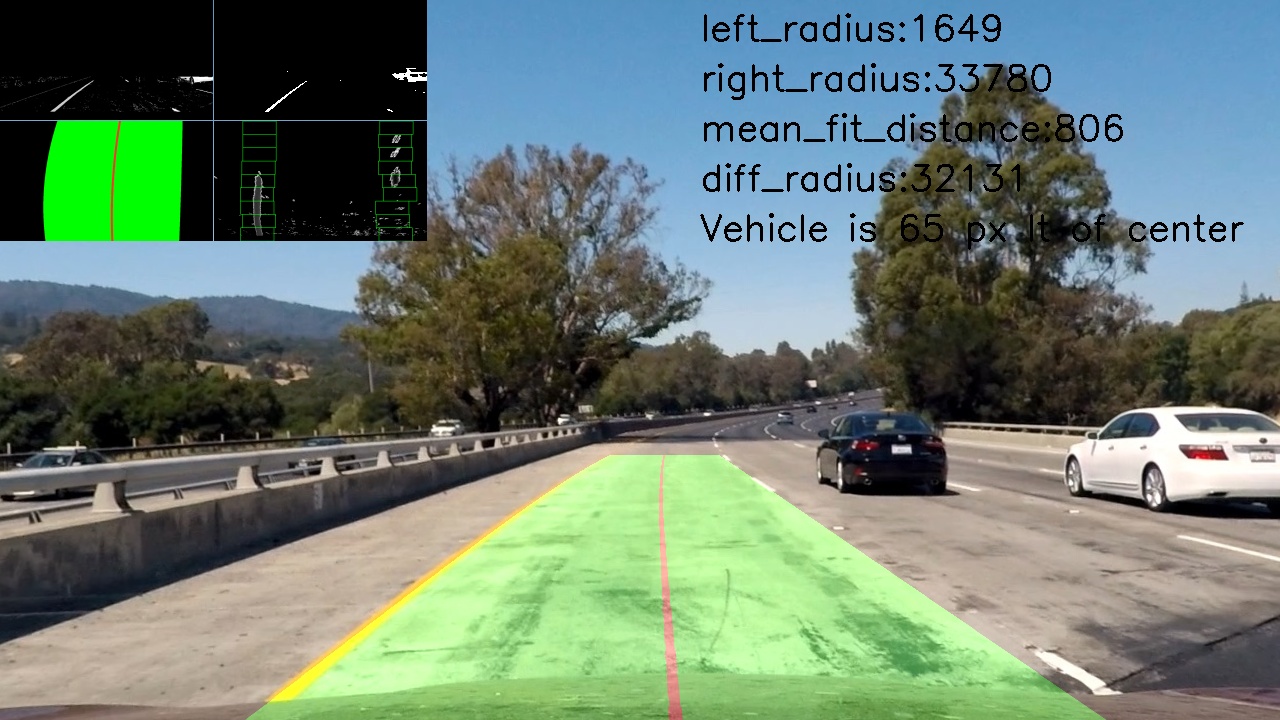 left_radius:1649
right_radius:33780
mean_fit_distance:806
diff_radius:32131
Vehicle is 65 px lt of center